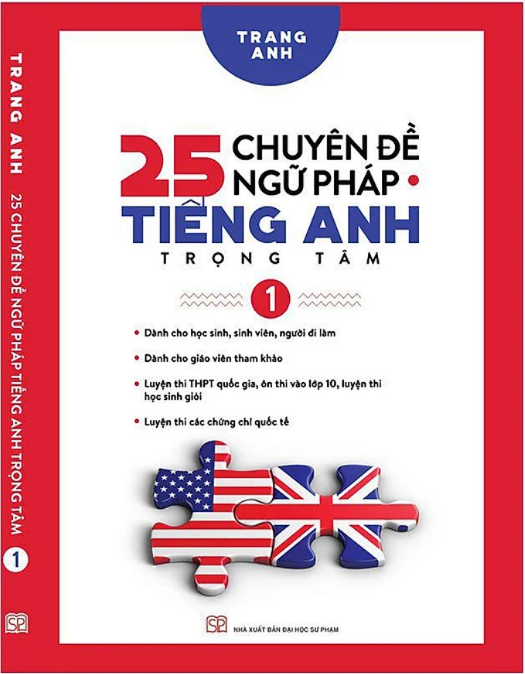 TRANG
ANH
25 CHUYÊN ĐỀ
NGỮ PHÁP
TIẾNG ANH
TRỌNG TÂM
1
Dành cho học sinh, sinh viên, người đi làm
Dành cho giáo viên tham khảo
Luyện thi THPT quốc gia, ôn thi vào lớp 10, luyện thi
học sinh giỏi
Luyện thi các chứng chỉ quốc tế
SP NHÀ XUẤT BẢN ĐẠI HỌC SƯ PHẠM
TRANG ANH 25 CHUYÊN ĐỀ NGỮ PHÁP TIẾNG ANH TRỌNG TÂM 1
SP